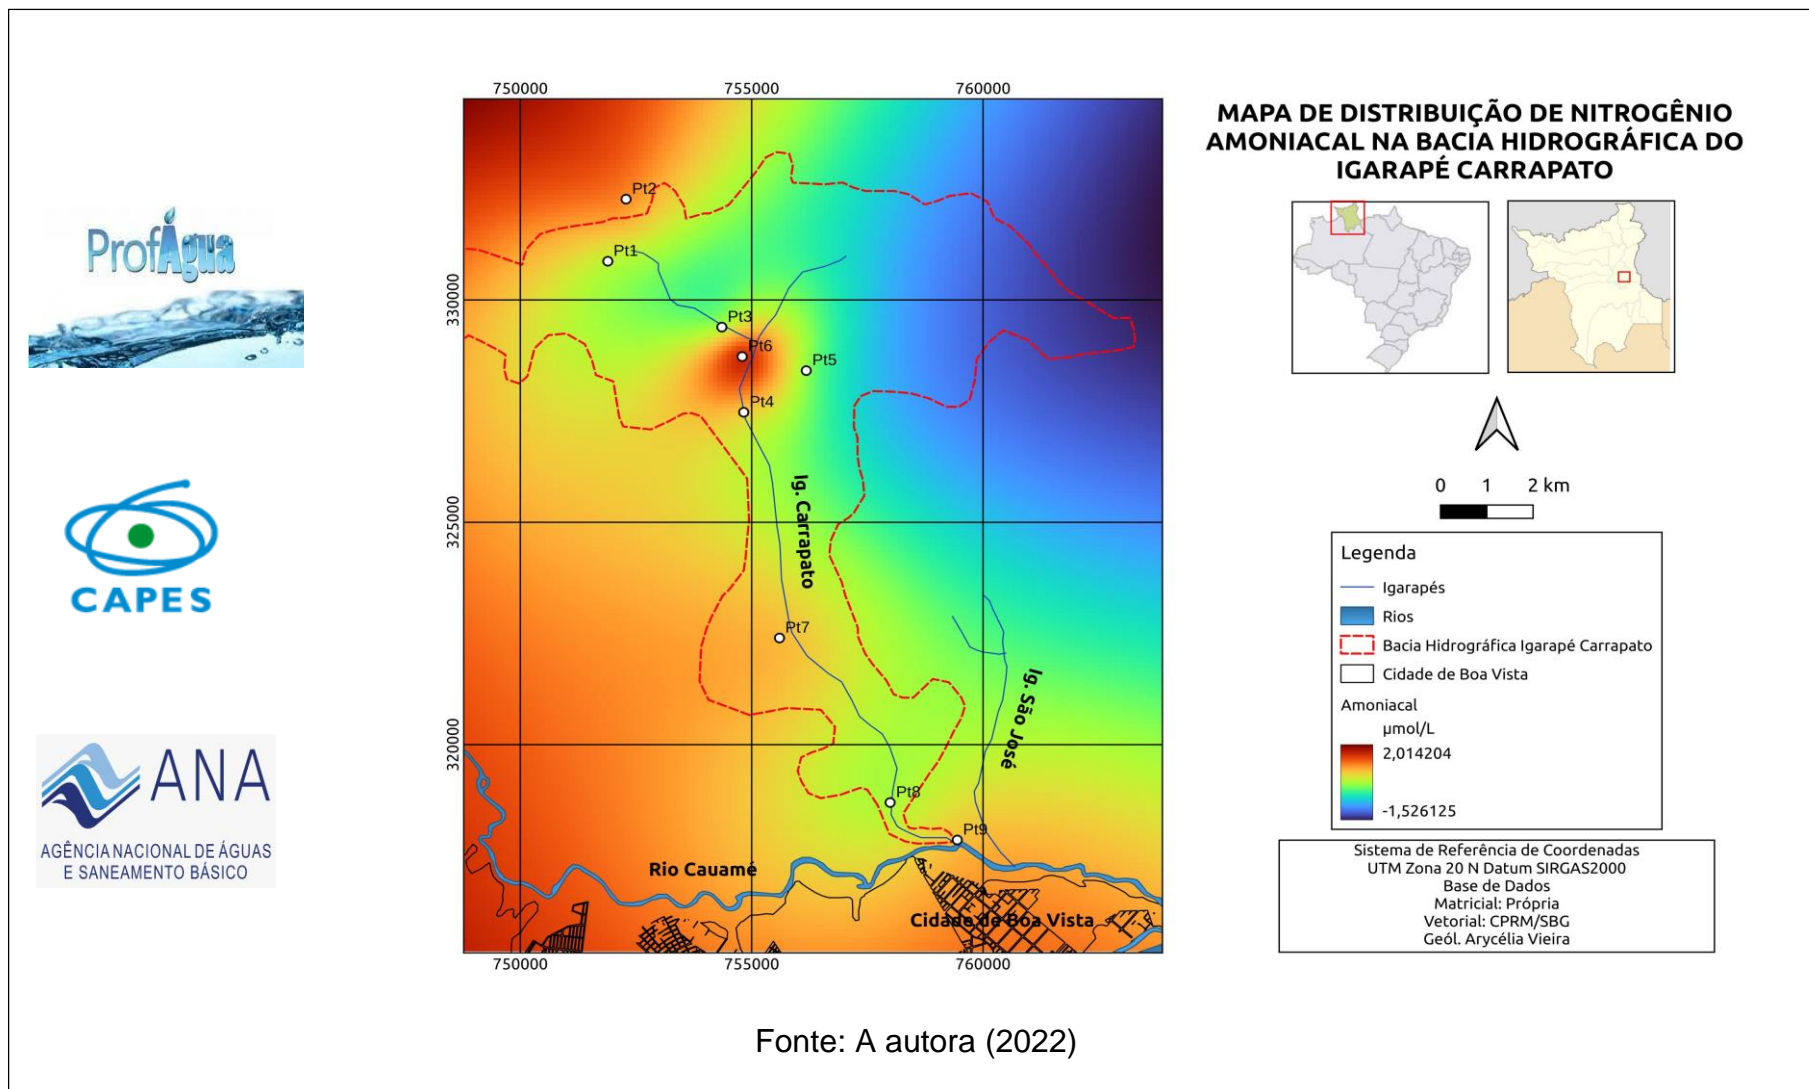 ProfÁgua
CAPES
ANA
AGÊNCIA NACIONAL DE ÁGUAS
E SANEAMENTO BÁSICO
750000
755000
760000
330000
325000
320000
Pt2
Pt1
Pt3
Pt6
Pt5
Pt4
Ig. Carrapato
Pt7
Ig. São José
Pt8
Pt9
Rio Cauamé
Cidade de Boa Vista
750000
755000
760000
MAPA DE DISTRIBUIÇÃO DE NITROGÊNIO
AMONIACAL NA BACIA HIDROGRÁFICA DO
IGARAPÉ CARRAPATO
0 1 2 km
Legenda
Igarapés
Rios
Bacia Hidrográfica Igarapé Carrapato
Cidade de Boa Vista
Amoniacal
µmol/L
2,014204
-1,526125
Sistema de Referência de Coordenadas
UTM Zona 20 N Datum SIRGAS2000
Base de Dados
Matricial: Própria
Vetorial: CPRM/SBG
Geól. Arycélia Vieira
Fonte: A autora (2022)